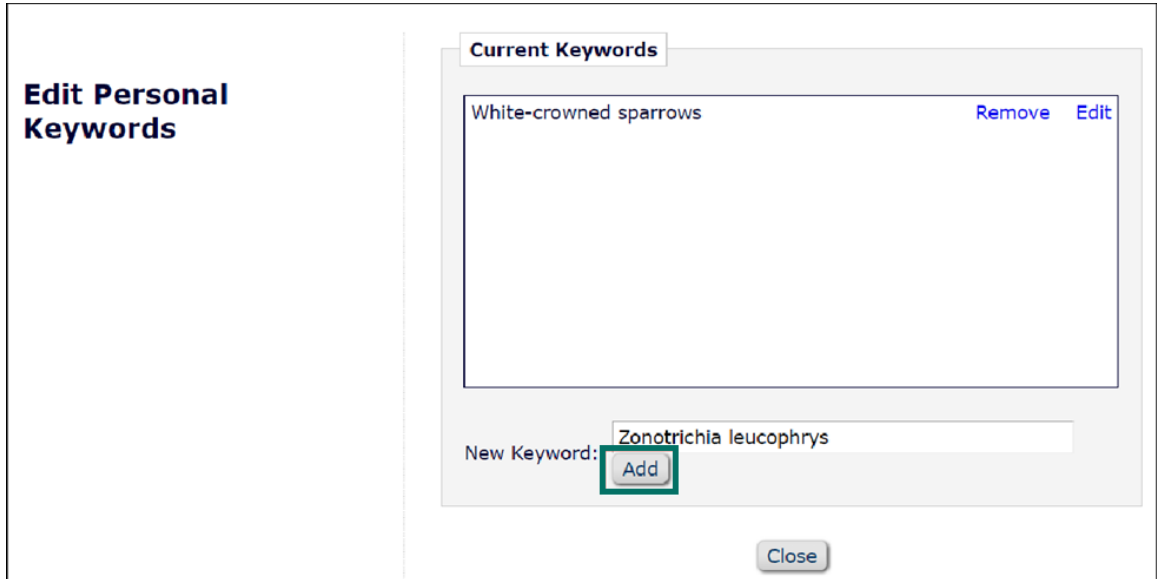 Edit Personal
Keywords
Current Keywords
White-crowned sparrows Remove Edit
New Keyword: Zonotrichia leucophrys
Add
Close